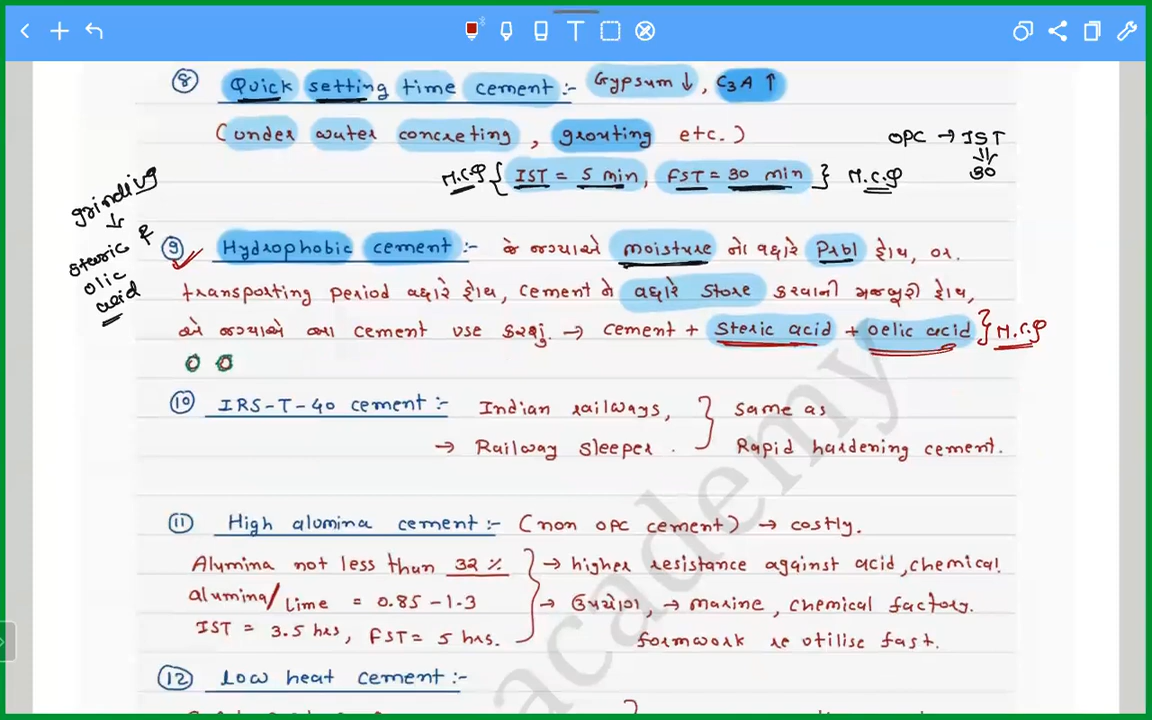 ⑧ Quick setting time cement :- Gypsum ↓, C3A ↑
(under water concreting, grouting etc.)
OPC → IST
30
M.C.Q { IST = 5 min, FST = 30 min } M.C.Q
grinding
↓
steric &
olic
acid
⑨ Hydrophobic cement :- જે જગ્યાએ moisture નો વધારે Prbl હોય, or
transporting period વધારે હોય, cement ને વધારે store કરવાની મજબૂરી હોય,
એ જગ્યાએ આ cement use કરવું. → cement + steric acid + oelic acid } M.C.Q
⑩ IRS-T-40 cement :- Indian railways, } same as
→ Railway sleeper . Rapid hardening cement.
⑪ High alumina cement :- (non OPC cement) → costly.
Alumina not less than 32 % } → higher resistance against acid, chemical.
alumina/lime = 0.85 - 1.3 → ઉપયોગ, → marine, chemical factory.
IST = 3.5 hrs, FST = 5 hrs. formwork re utilise fast.
⑫ Low heat cement :-
academy